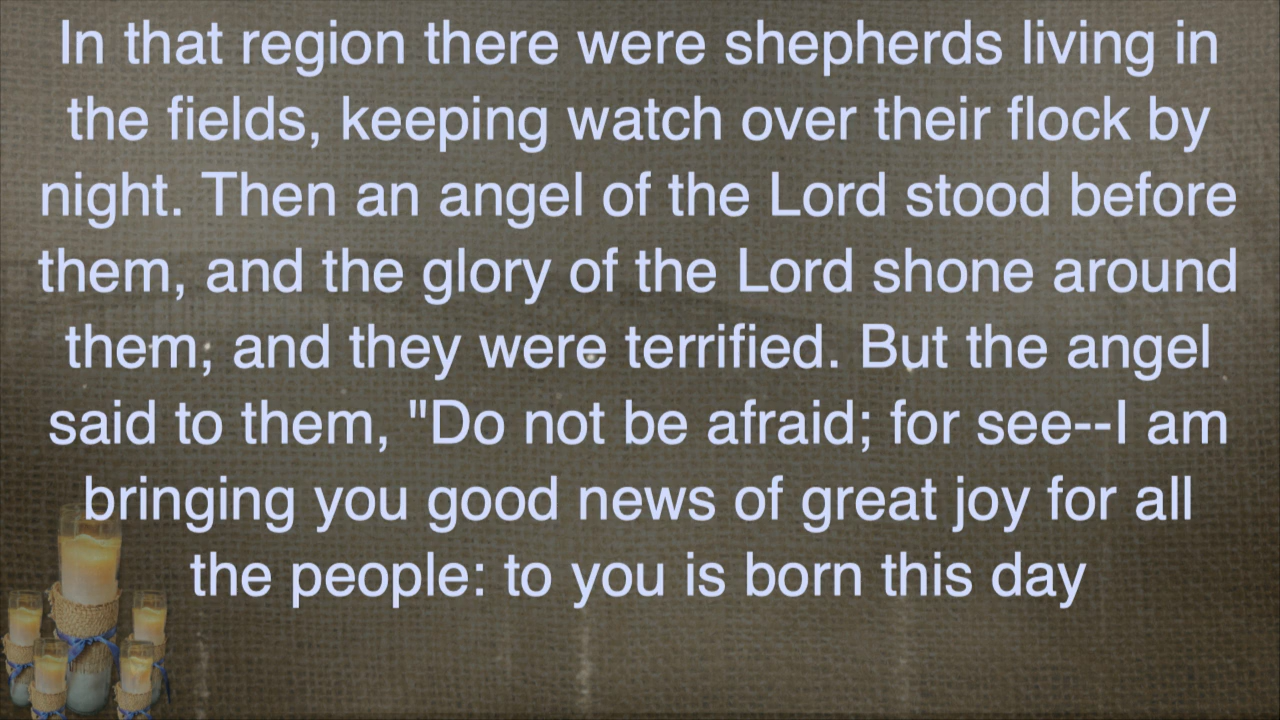 In that region there were shepherds living in
the fields, keeping watch over their flock by
night. Then an angel of the Lord stood before
them, and the glory of the Lord shone around
them, and they were terrified. But the angel
said to them, "Do not be afraid; for see--I am
bringing you good news of great joy for all
the people: to you is born this day